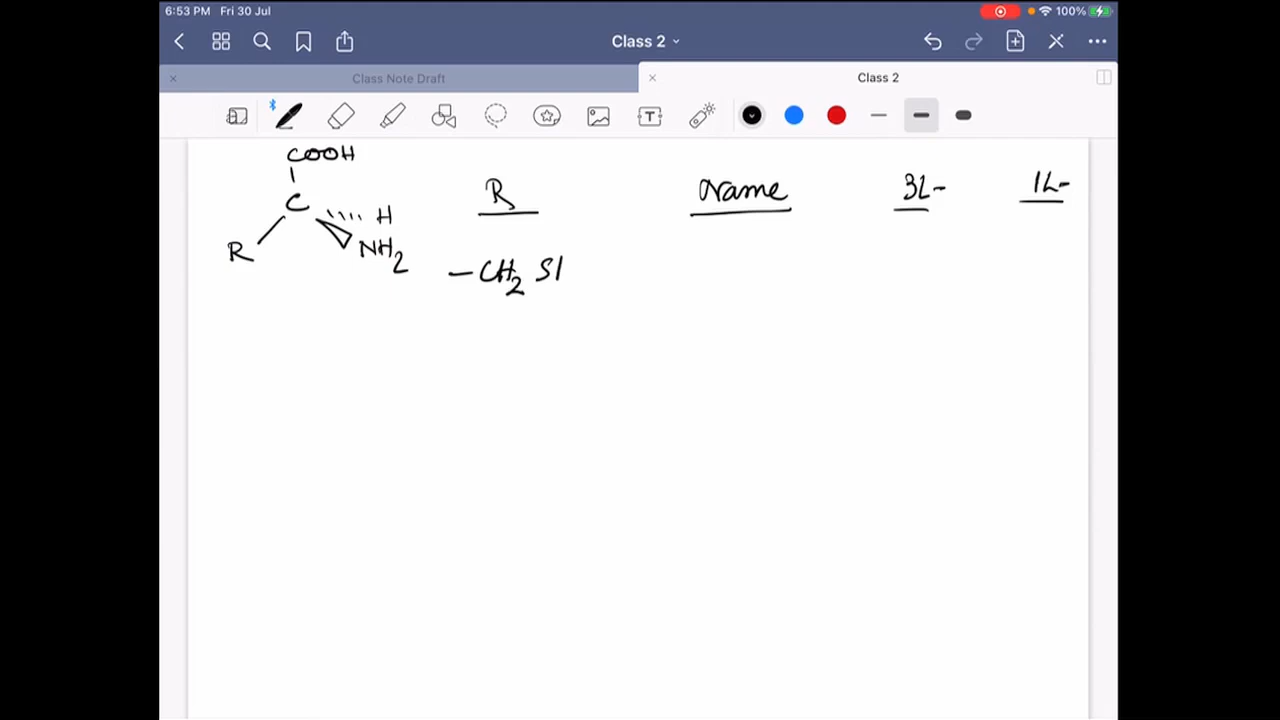 6:53 PM Fri 30 Jul 100%
Class 2
Class Note Draft Class 2
COOH
C
H
R
NH2
R Name 3L- 1L-
-CH2 Sl